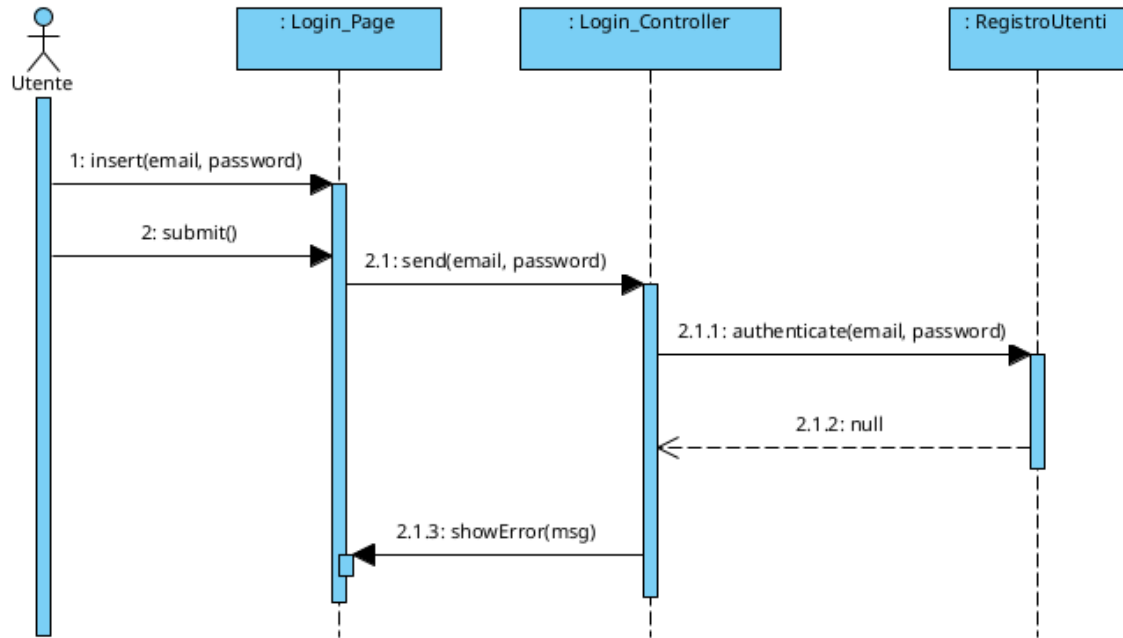 : Login_Page
: Login_Controller
: RegistroUtenti
Utente
1: insert(email, password)
2: submit()
2.1: send(email, password)
2.1.1: authenticate(email, password)
2.1.2: null
2.1.3: showError(msg)